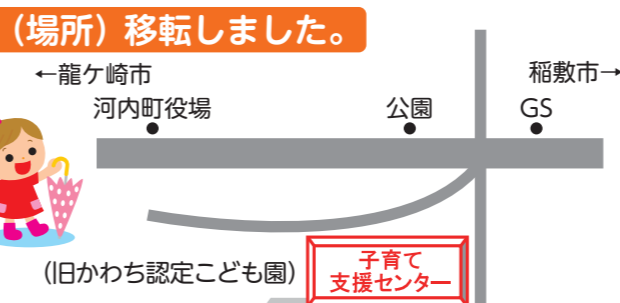 （場所）移転しました。
←龍ケ崎市
稲敷市→
河内町役場
公園
GS
（旧かわち認定こども園）
子育て
支援センター